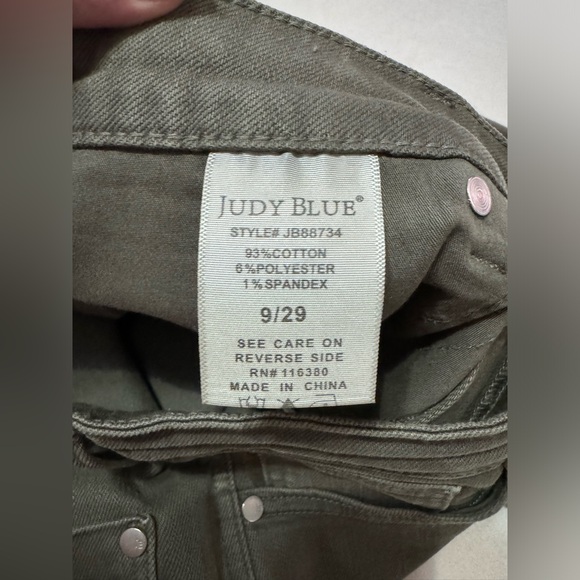 JUDY BLUE®
STYLE# JB88734
93%COTTON
6%POLYESTER
1%SPANDEX
9/29
SEE CARE ON
REVERSE SIDE
RN# 116380
MADE IN CHINA